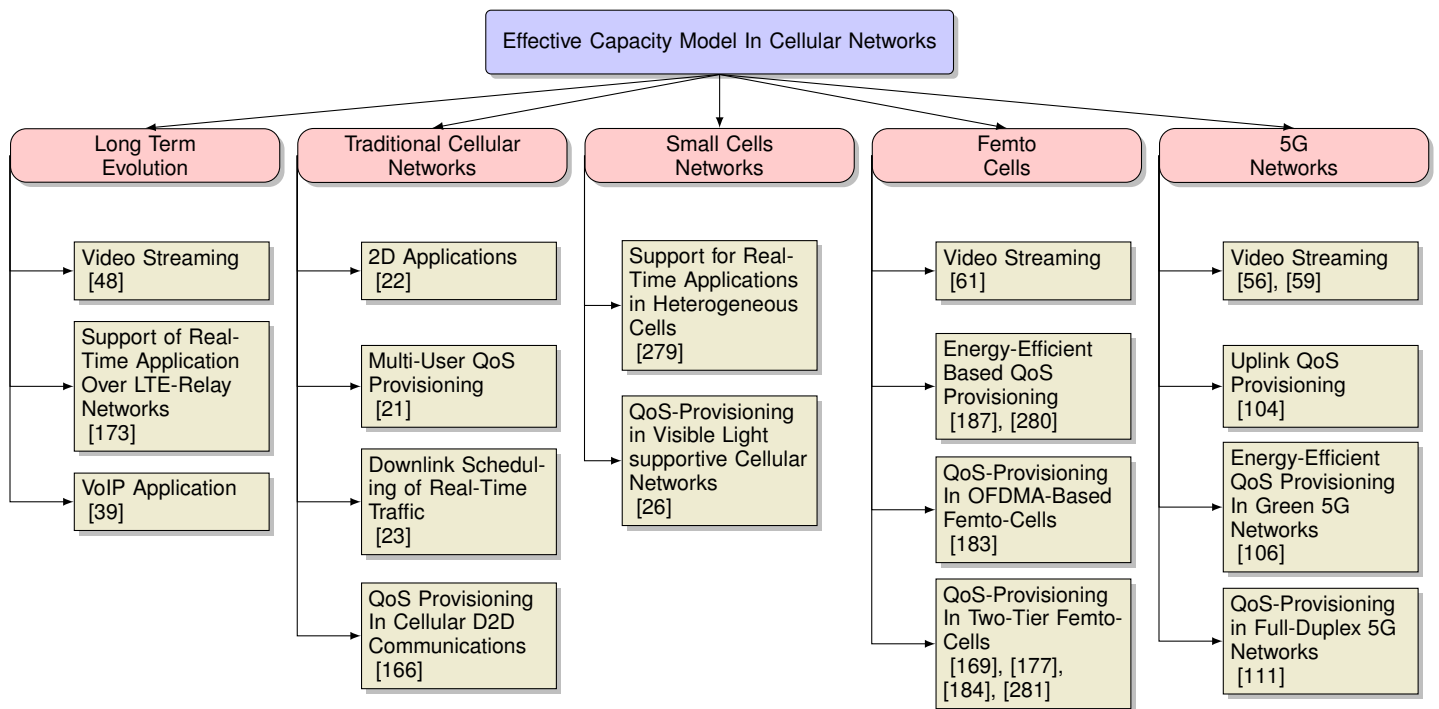 Effective Capacity Model In Cellular Networks
Long Term
Evolution
Traditional Cellular
Networks
Small Cells
Networks
Femto
Cells
5G
Networks
Video Streaming
[48]
Support of Real-
Time Application
Over LTE-Relay
Networks
[173]
VoIP Application
[39]
2D Applications
[22]
Multi-User QoS
Provisioning
[21]
Downlink Schedul-
ing of Real-Time
Traffic
[23]
QoS Provisioning
In Cellular D2D
Communications
[166]
Support for Real-
Time Applications
in Heterogeneous
Cells
[279]
QoS-Provisioning
in Visible Light
supportive Cellular
Networks
[26]
Video Streaming
[61]
Energy-Efficient
Based QoS
Provisioning
[187], [280]
QoS-Provisioning
In OFDMA-Based
Femto-Cells
[183]
QoS-Provisioning
In Two-Tier Femto-
Cells
[169], [177],
[184], [281]
Video Streaming
[56], [59]
Uplink QoS
Provisioning
[104]
Energy-Efficient
QoS Provisioning
In Green 5G
Networks
[106]
QoS-Provisioning
in Full-Duplex 5G
Networks
[111]